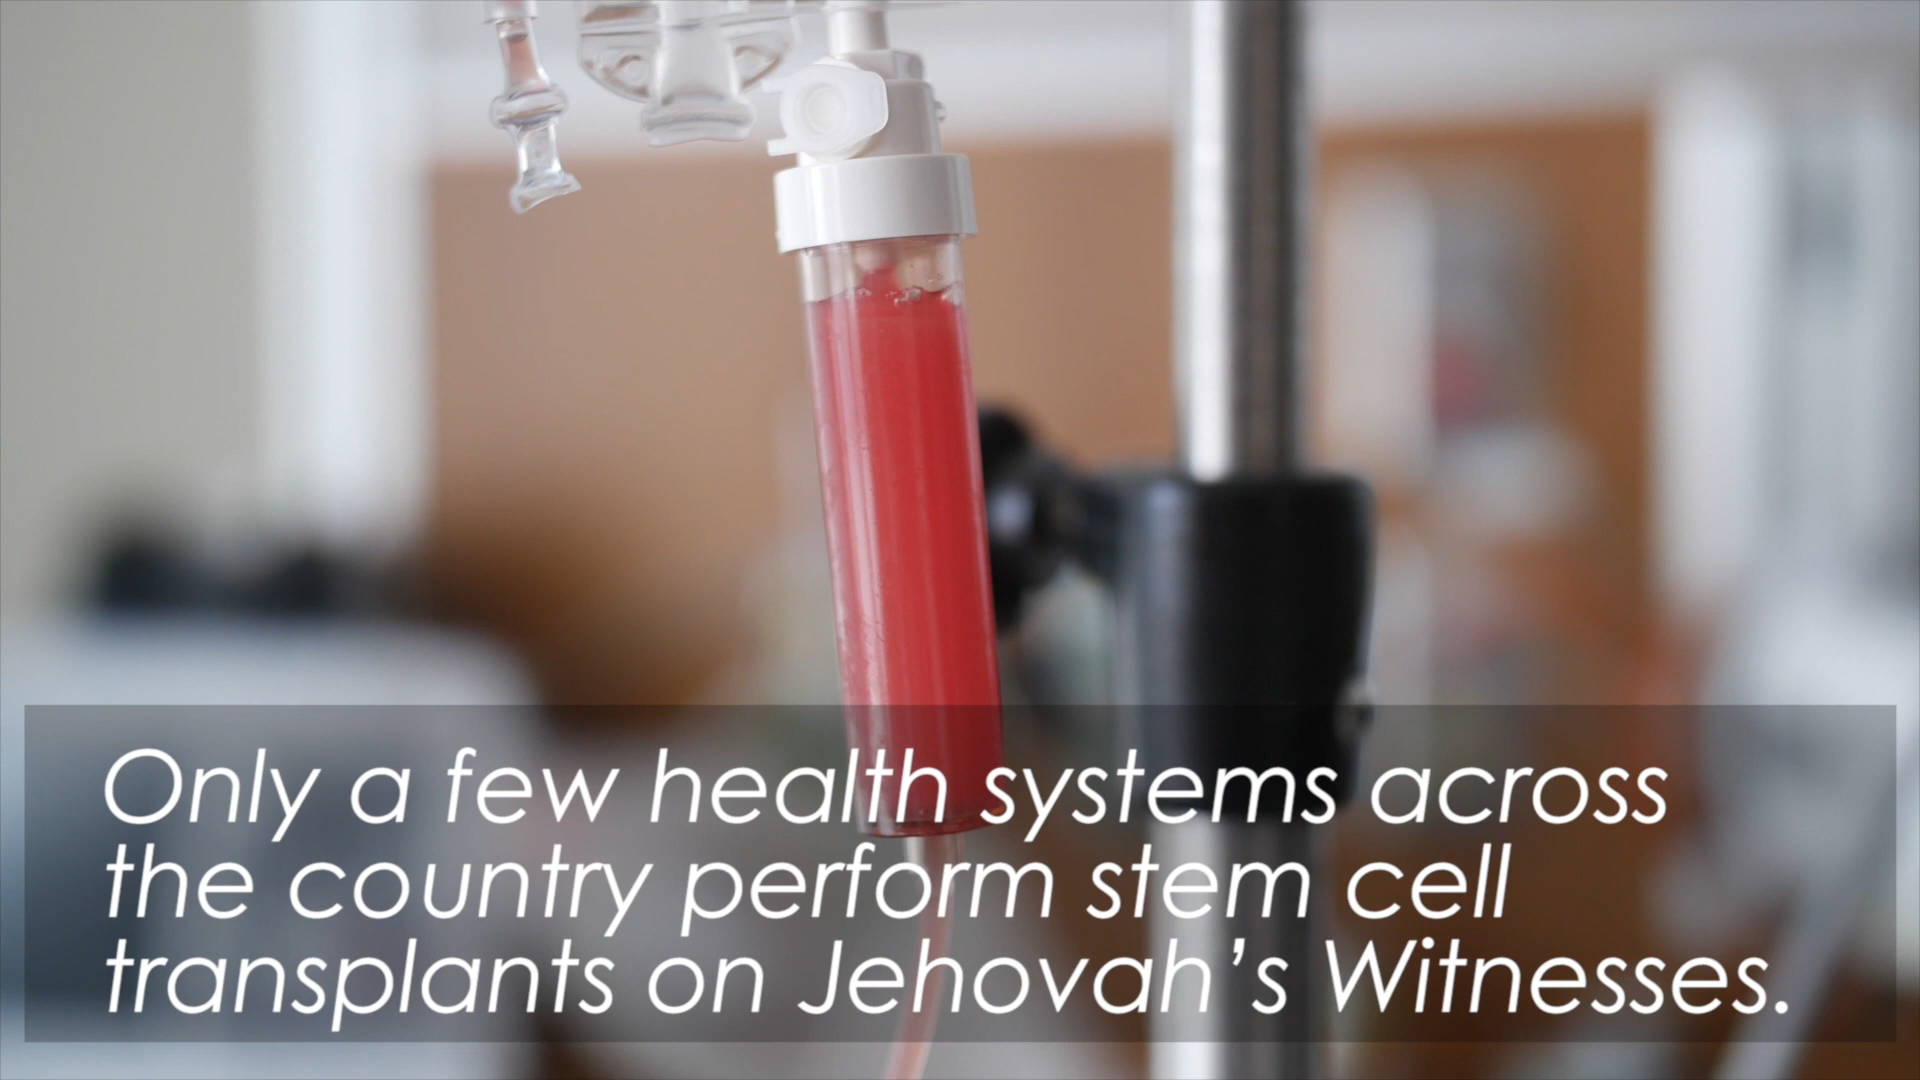 Only a few health systems across
the country perform stem cell
transplants on Jehovah’s Witnesses.